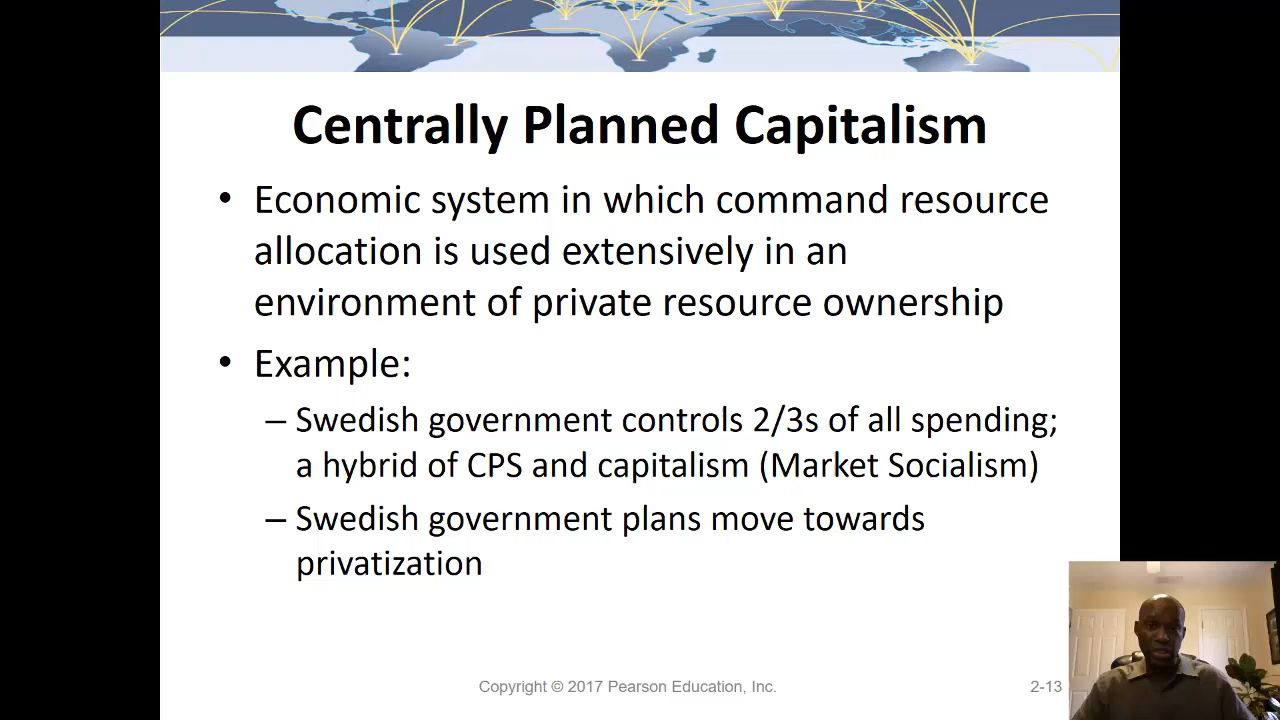 Centrally Planned Capitalism
• Economic system in which command resource
allocation is used extensively in an
environment of private resource ownership
• Example:
– Swedish government controls 2/3s of all spending;
a hybrid of CPS and capitalism (Market Socialism)
– Swedish government plans move towards
privatization
Copyright © 2017 Pearson Education, Inc.
2-13